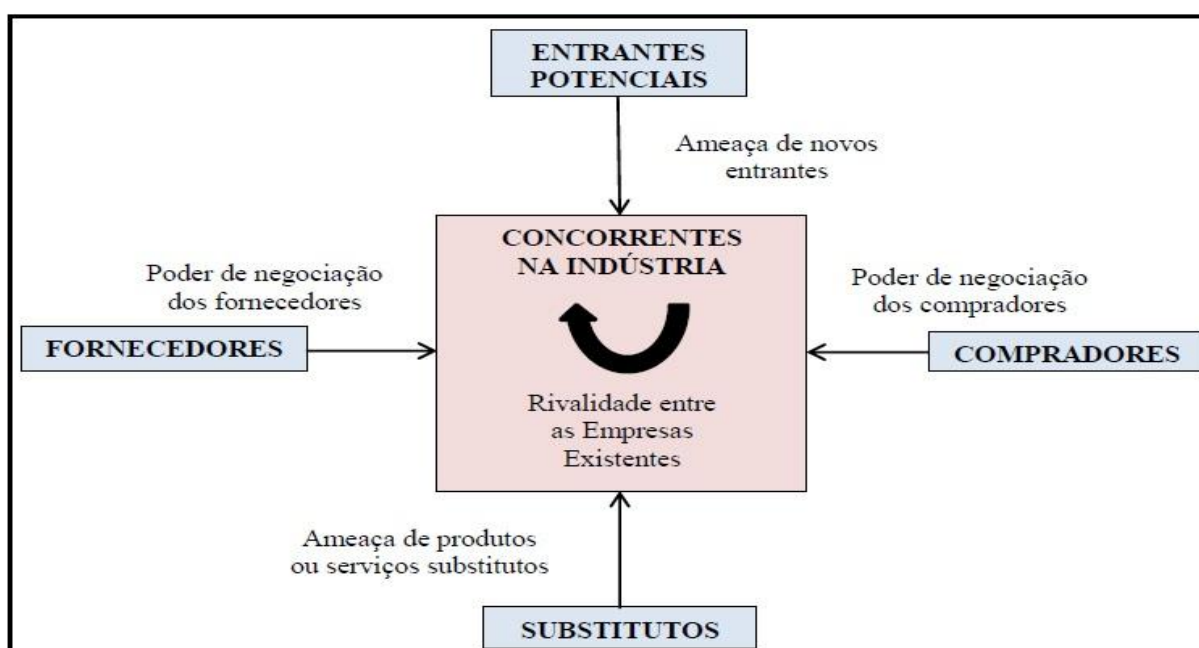 ENTRANTES
POTENCIAIS
Ameaça de novos
entrantes
CONCORRENTES
NA INDÚSTRIA
Poder de negociação
dos fornecedores
FORNECEDORES
Poder de negociação
dos compradores
COMPRADORES
Rivalidade entre
as Empresas
Existentes
Ameaça de produtos
ou serviços substitutos
SUBSTITUTOS